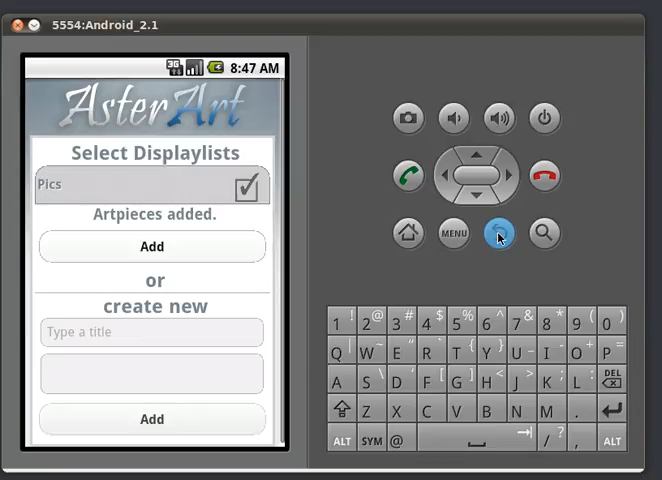 5554:Android_2.1
3G
8:47 AM
AsterArt
Select Displaylists
Pics
Artpieces added.
Add
or
create new
Type a title
Add
MENU
1 ! 2 @ 3 # 4 $ 5 % 6 ^ 7 & 8 * 9 ( 0 )
Q | W ~ E " R ` T { Y } U _ I - O + P =
A S \ D ' F [ G ] H < J > K ; L : DEL
Z X C V B N M .
ALT SYM @ / ? , ALT